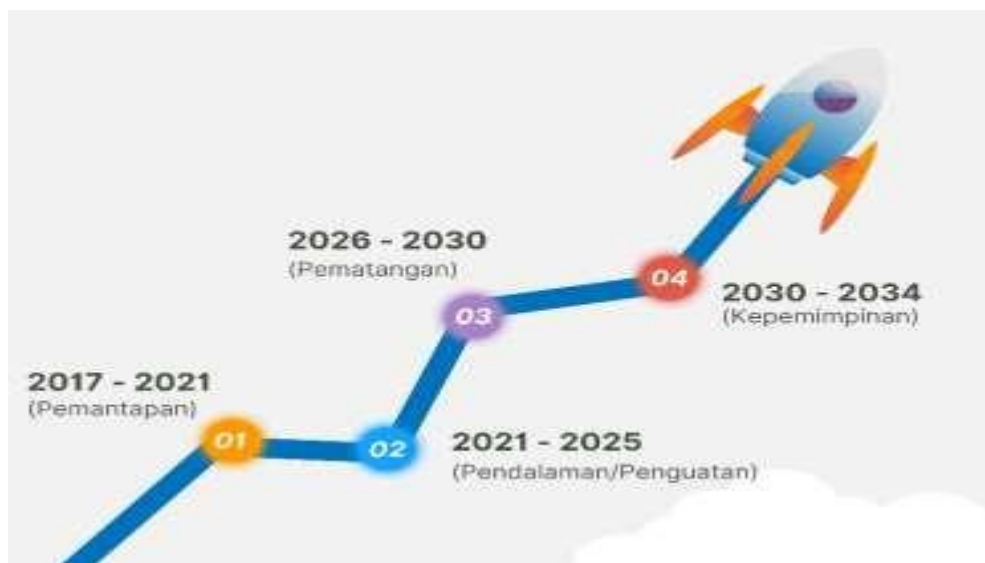 2026 - 2030
(Pematangan)
04
2030 - 2034
(Kepemimpinan)
03
2017 - 2021
(Pemantapan)
01
02
2021 - 2025
(Pendalaman/Penguatan)